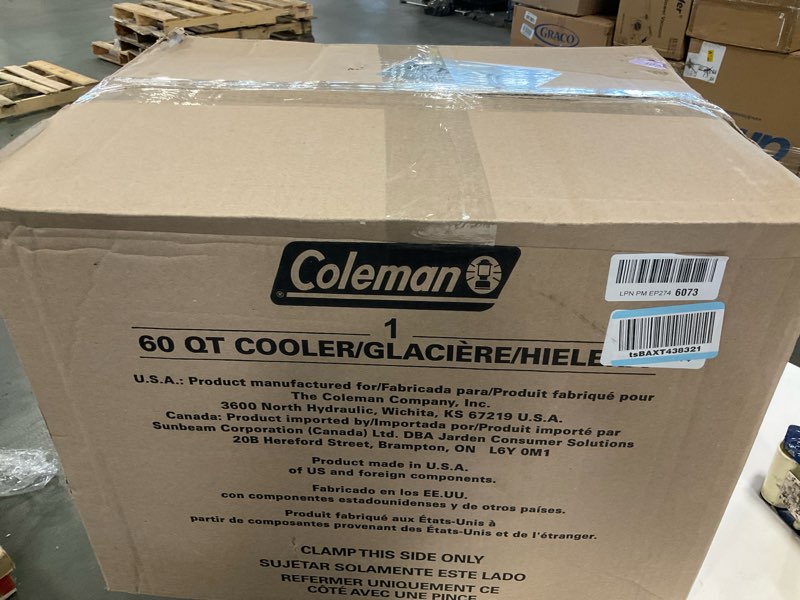 GRACO
Coleman
®
LPN PM EP274 6073
tsBAXT438321
1
60 QT COOLER/GLACIÈRE/HIELE
U.S.A.: Product manufactured for/Fabricada para/Produit fabriqué pour
The Coleman Company, Inc.
3600 North Hydraulic, Wichita, KS 67219 U.S.A.
Canada: Product imported by/Importada por/Produit importé par
Sunbeam Corporation (Canada) Ltd. DBA Jarden Consumer Solutions
20B Hereford Street, Brampton, ON L6Y 0M1
Product made in U.S.A.
of US and foreign components.
Fabricado en los EE.UU.
con componentes estadounidenses y de otros países.
Produit fabriqué aux États-Unis à
partir de composantes provenant des États-Unis et de l'étranger.
CLAMP THIS SIDE ONLY
SUJETAR SOLAMENTE ESTE LADO
REFERMER UNIQUEMENT CE
CÔTÉ AVEC UNE PINCE